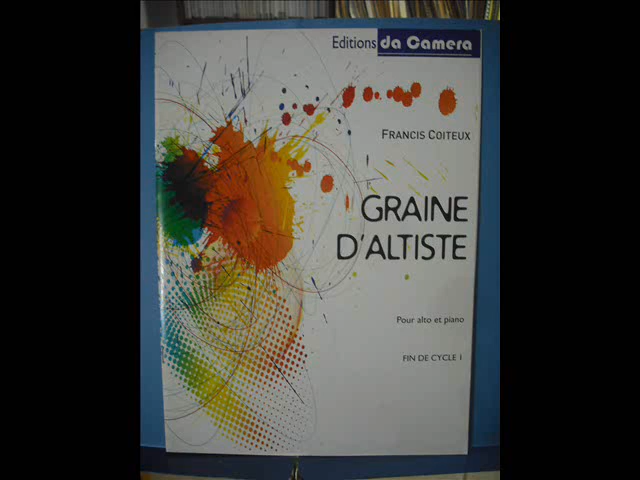 Editions da Camera
FRANCIS COITEUX
GRAINE
D'ALTISTE
Pour alto et piano
FIN DE CYCLE I